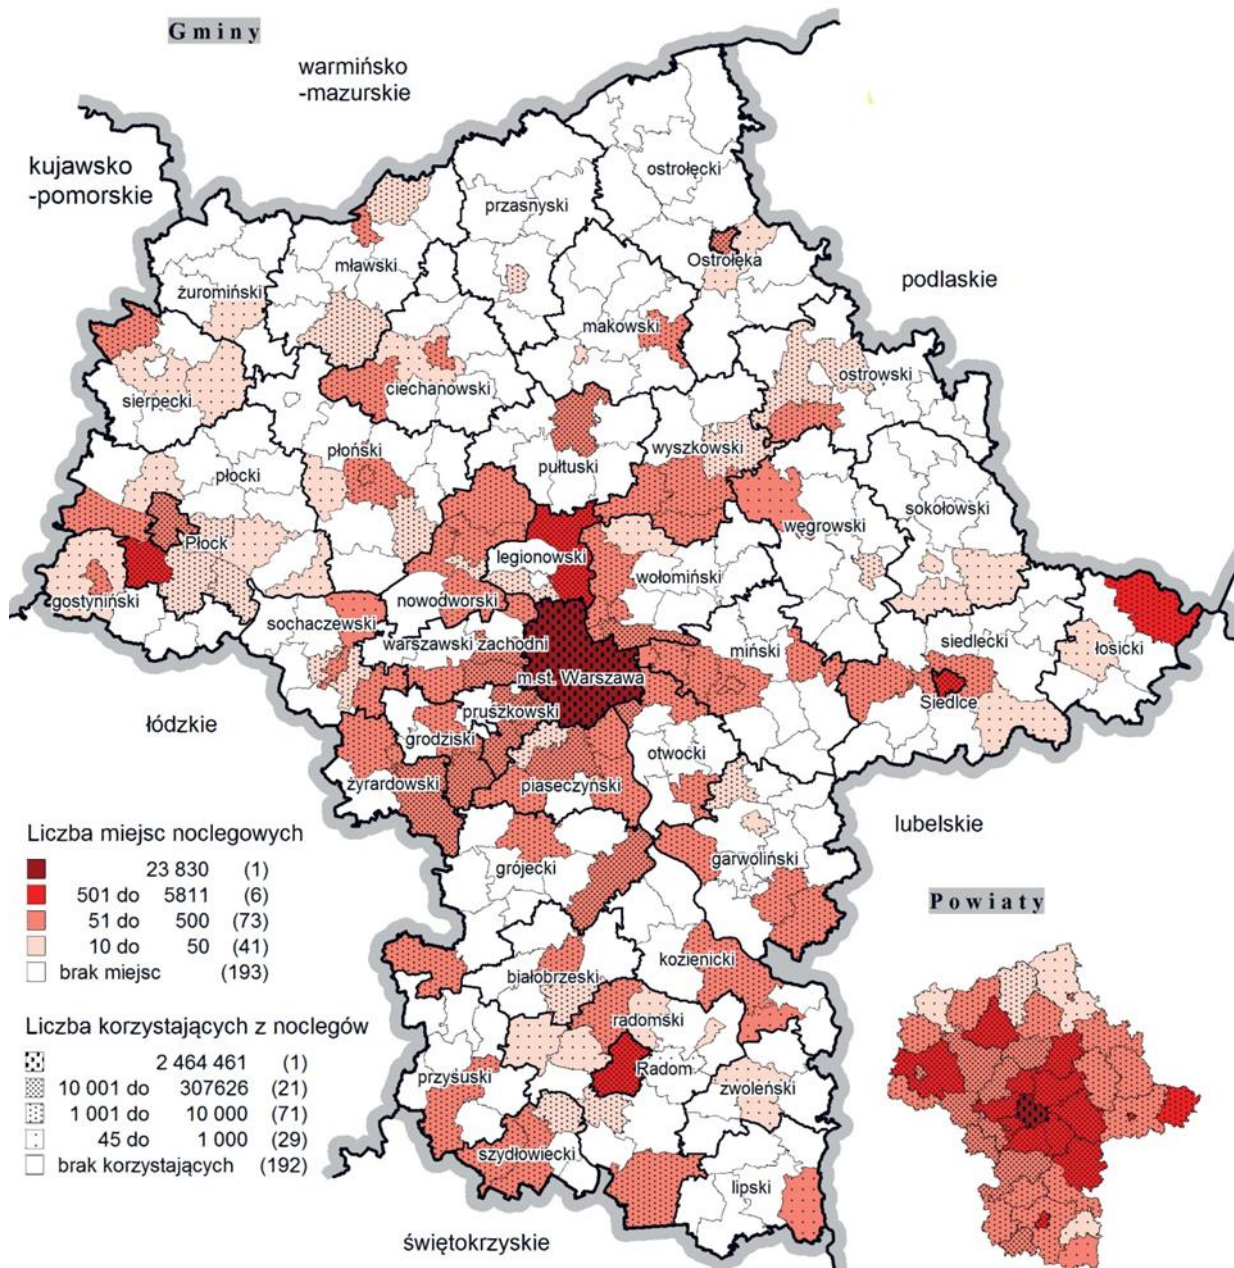 Gminy
warmińsko
-mazurskie
kujawsko
-pomorskie
ostrołęcki
przasnyski
Ostrołęka
mławski
podlaskie
żuromiński
makowski
ostrowski
ciechanowski
sierpecki
płoński
wyszkowski
płocki
pułtuski
sokołowski
węgrowski
Płock
legionowski
wołomiński
gostyniński
nowodworski
sochaczewski
siedlecki
warszawski zachodni
miński
łosicki
m.st. Warszawa
Siedlce
pruszkowski
łódzkie
grodziski
otwocki
żyrardowski
piaseczyński
lubelskie
Liczba miejsc noclegowych
23 830 (1)
501 do 5811 (6)
51 do 500 (73)
10 do 50 (41)
brak miejsc (193)
garwoliński
grójecki
Powiaty
kozienicki
białobrzeski
Liczba korzystających z noclegów
2 464 461 (1)
10 001 do 307626 (21)
1 001 do 10 000 (71)
45 do 1 000 (29)
brak korzystających (192)
radomski
Radom
przysuski
zwoleński
szydłowiecki
lipski
świętokrzyskie